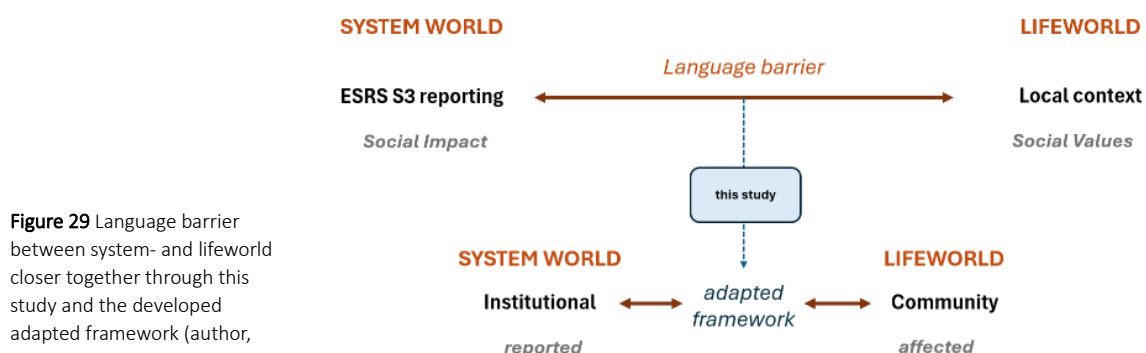 SYSTEM WORLD
LIFEWORLD
Language barrier
ESRS S3 reporting
Local context
Social Impact
Social Values
this study
Figure 29 Language barrier
between system- and lifeworld
closer together through this
study and the developed
adapted framework (author,
SYSTEM WORLD
LIFEWORLD
Institutional
adapted
framework
Community
reported
affected